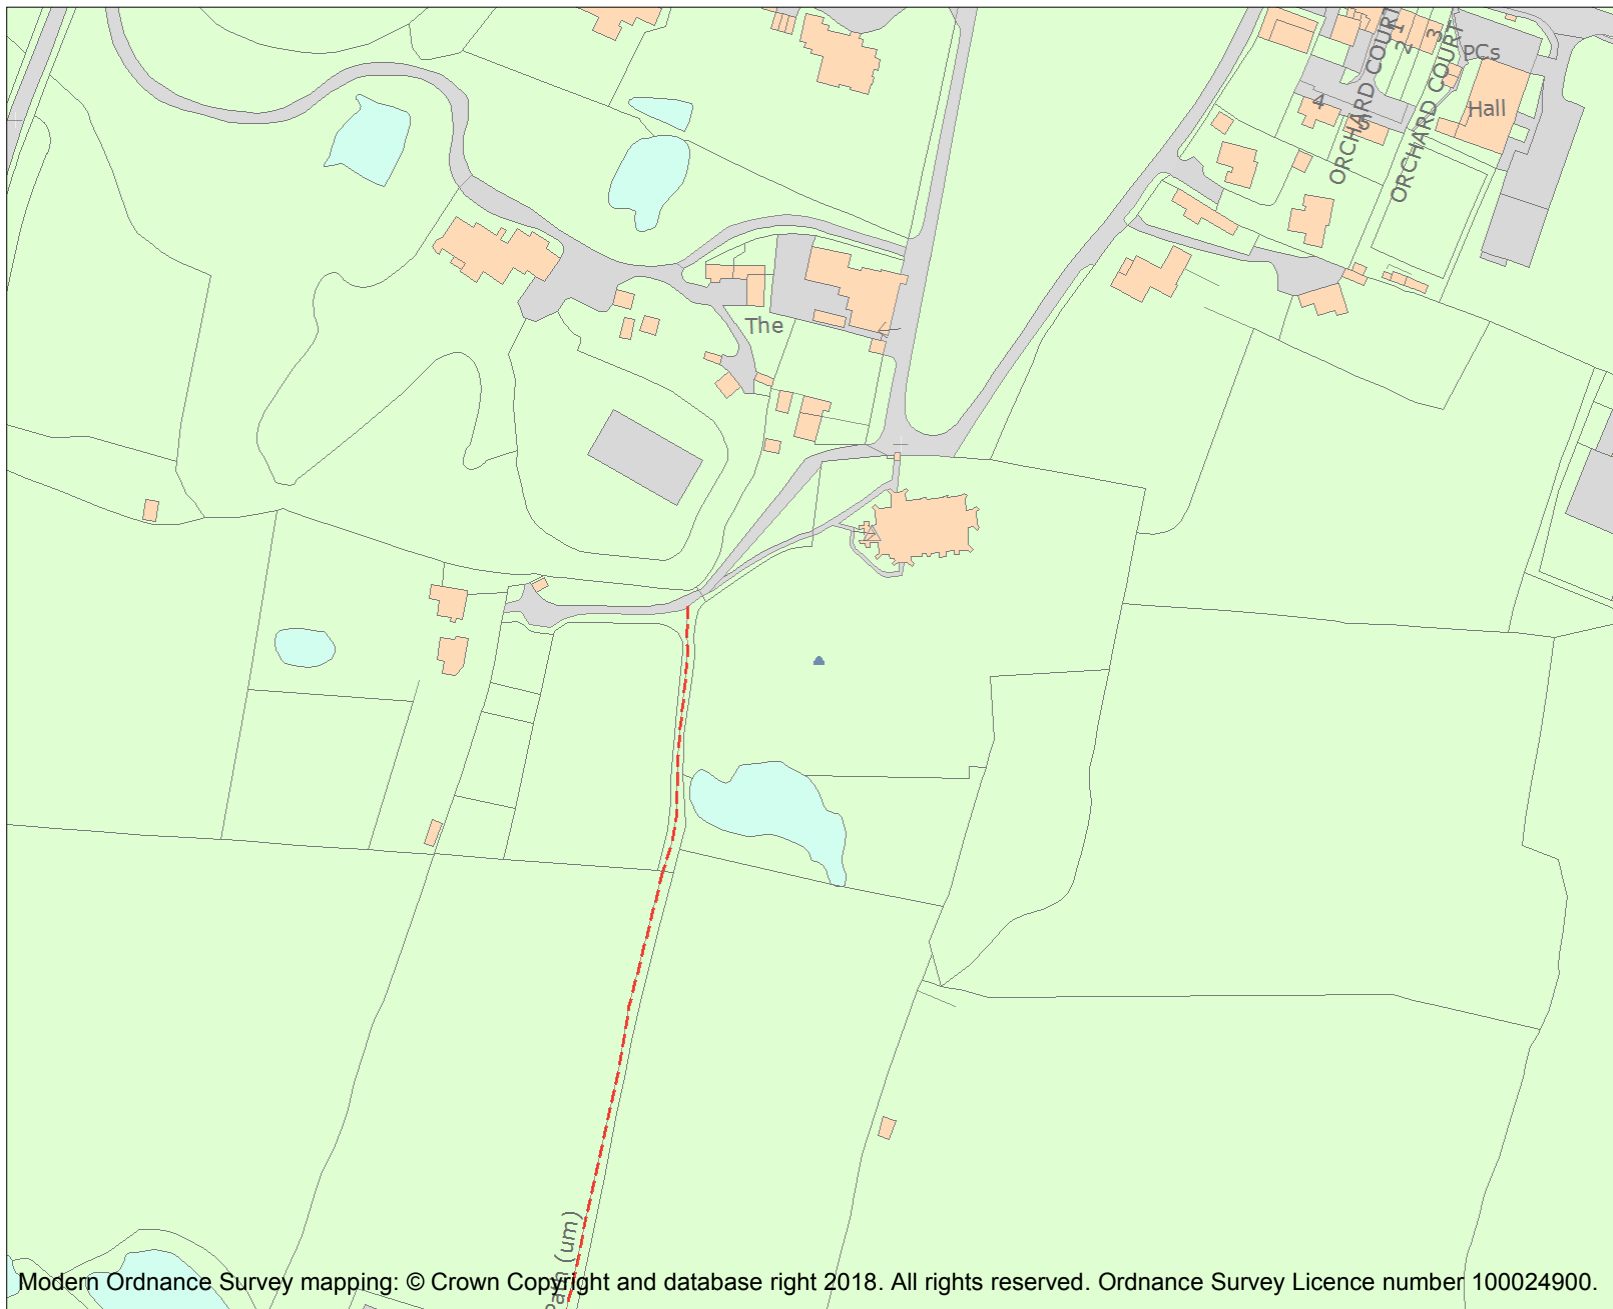 ORCHARD COURT
1
2
3
ORCHARD COURT
PCs
4
5
Hall
The
Path (um)
Modern Ordnance Survey mapping: © Crown Copyright and database right 2018. All rights reserved. Ordnance Survey Licence number 100024900.